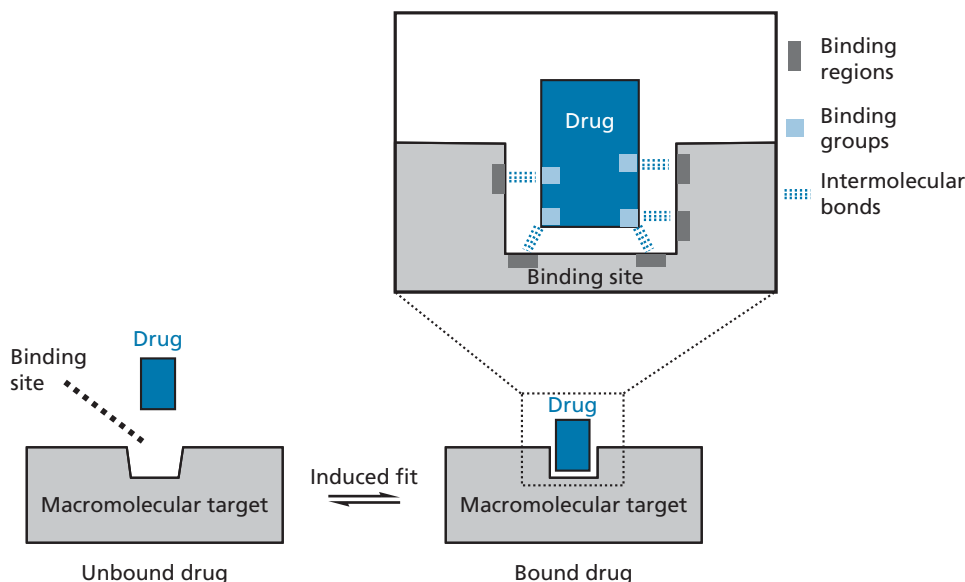 Binding
regions
Drug
Binding
groups
Intermolecular
bonds
Binding site
Drug
Binding
site
Drug
Induced fit
Macromolecular target
Macromolecular target
Unbound drug
Bound drug